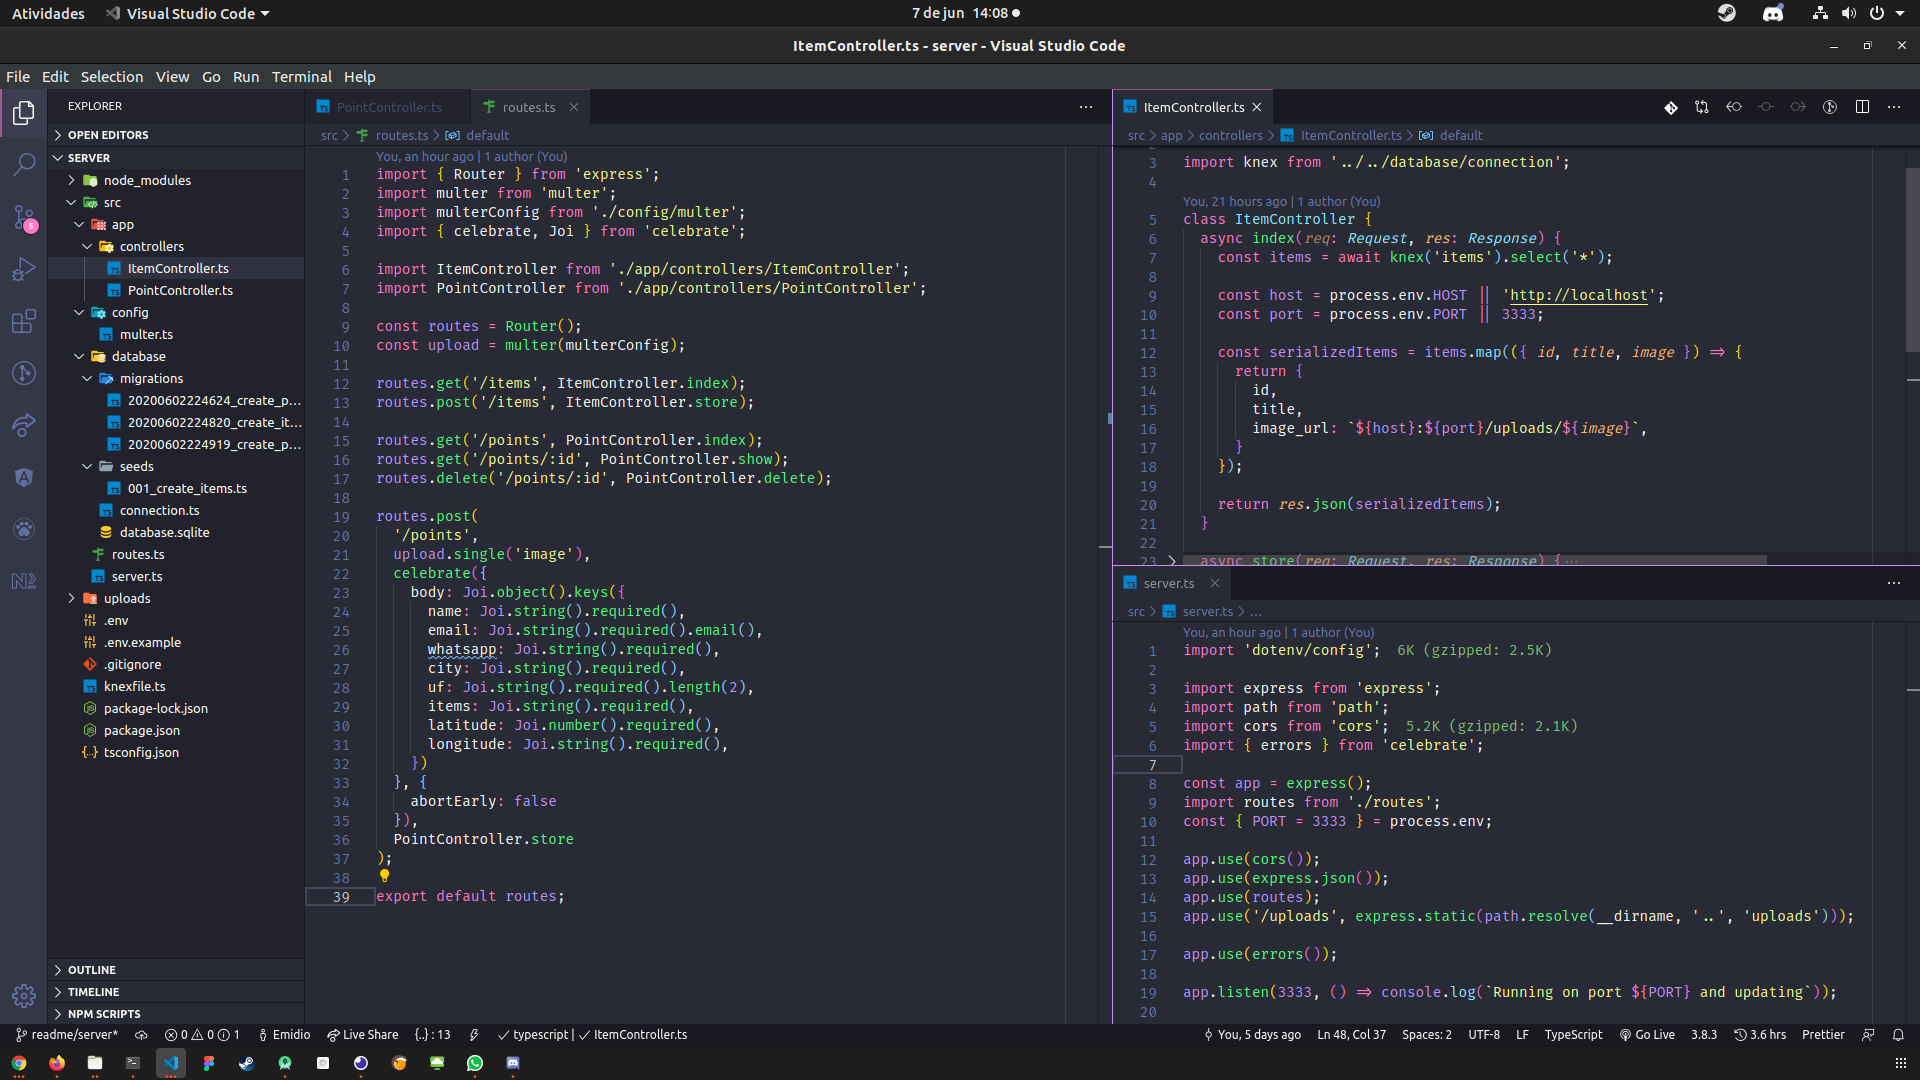 Atividades
Visual Studio Code
7 de jun 14:08
ItemController.ts - server - Visual Studio Code
File Edit Selection View Go Run Terminal Help
EXPLORER
OPEN EDITORS
SERVER
node_modules
src
app
controllers
ItemController.ts
PointController.ts
config
multer.ts
database
migrations
20200602224624_create_p...
20200602224820_create_it...
20200602224919_create_p...
seeds
001_create_items.ts
connection.ts
database.sqlite
routes.ts
server.ts
uploads
.env
.env.example
.gitignore
knexfile.ts
package-lock.json
package.json
tsconfig.json
OUTLINE
TIMELINE
NPM SCRIPTS
PointController.ts
routes.ts
src > routes.ts > default
You, an hour ago | 1 author (You)
1 import { Router } from 'express';
2 import multer from 'multer';
3 import multerConfig from './config/multer';
4 import { celebrate, Joi } from 'celebrate';
5
6 import ItemController from './app/controllers/ItemController';
7 import PointController from './app/controllers/PointController';
8
9 const routes = Router();
10 const upload = multer(multerConfig);
11
12 routes.get('/items', ItemController.index);
13 routes.post('/items', ItemController.store);
14
15 routes.get('/points', PointController.index);
16 routes.get('/points/:id', PointController.show);
17 routes.delete('/points/:id', PointController.delete);
18
19 routes.post(
20 '/points',
21 upload.single('image'),
22 celebrate({
23 body: Joi.object().keys({
24 name: Joi.string().required(),
25 email: Joi.string().required().email(),
26 whatsapp: Joi.string().required(),
27 city: Joi.string().required(),
28 uf: Joi.string().required().length(2),
29 items: Joi.string().required(),
30 latitude: Joi.number().required(),
31 longitude: Joi.string().required(),
32 })
33 }, {
34 abortEarly: false
35 }),
36 PointController.store
37 );
38
39 export default routes;
ItemController.ts
src > app > controllers > ItemController.ts > default
3 import knex from '../../database/connection';
4
You, 21 hours ago | 1 author (You)
5 class ItemController {
6 async index(req: Request, res: Response) {
7 const items = await knex('items').select('*');
8
9 const host = process.env.HOST || 'http://localhost';
10 const port = process.env.PORT || 3333;
11
12 const serializedItems = items.map(({ id, title, image }) => {
13 return {
14 id,
15 title,
16 image_url: `${host}:${port}/uploads/${image}`,
17 }
18 });
19
20 return res.json(serializedItems);
21 }
22
23 async store(req: Request, res: Response) { ...
server.ts
src > server.ts > ...
You, an hour ago | 1 author (You)
1 import 'dotenv/config'; 6K (gzipped: 2.5K)
2
3 import express from 'express';
4 import path from 'path';
5 import cors from 'cors'; 5.2K (gzipped: 2.1K)
6 import { errors } from 'celebrate';
7
8 const app = express();
9 import routes from './routes';
10 const { PORT = 3333 } = process.env;
11
12 app.use(cors());
13 app.use(express.json());
14 app.use(routes);
15 app.use('/uploads', express.static(path.resolve(__dirname, '..', 'uploads')));
16
17 app.use(errors());
18
19 app.listen(3333, () => console.log(`Running on port ${PORT} and updating`));
20
readme/server* 0 0 1 Emidio Live Share {..} : 13 typescript | ItemController.ts You, 5 days ago Ln 48, Col 37 Spaces: 2 UTF-8 LF TypeScript Go Live 3.8.3 3.6 hrs Prettier